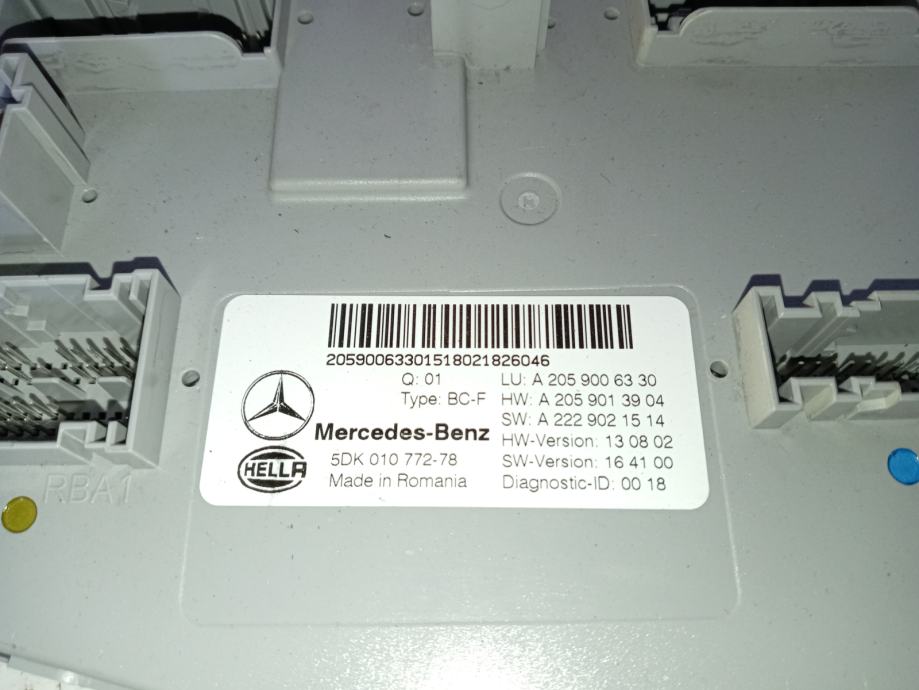 M
2059006330151802​1826046
Q: 01
Type: BC-F
LU: A 205 900 63 30
HW: A 205 901 39 04
SW: A 222 902 15 14
HW-Version: 13 08 02
SW-Version: 16 41 00
Diagnostic-ID: 00 18
Mercedes-Benz
HELLA
5DK 010 772-78
Made in Romania
RBA1